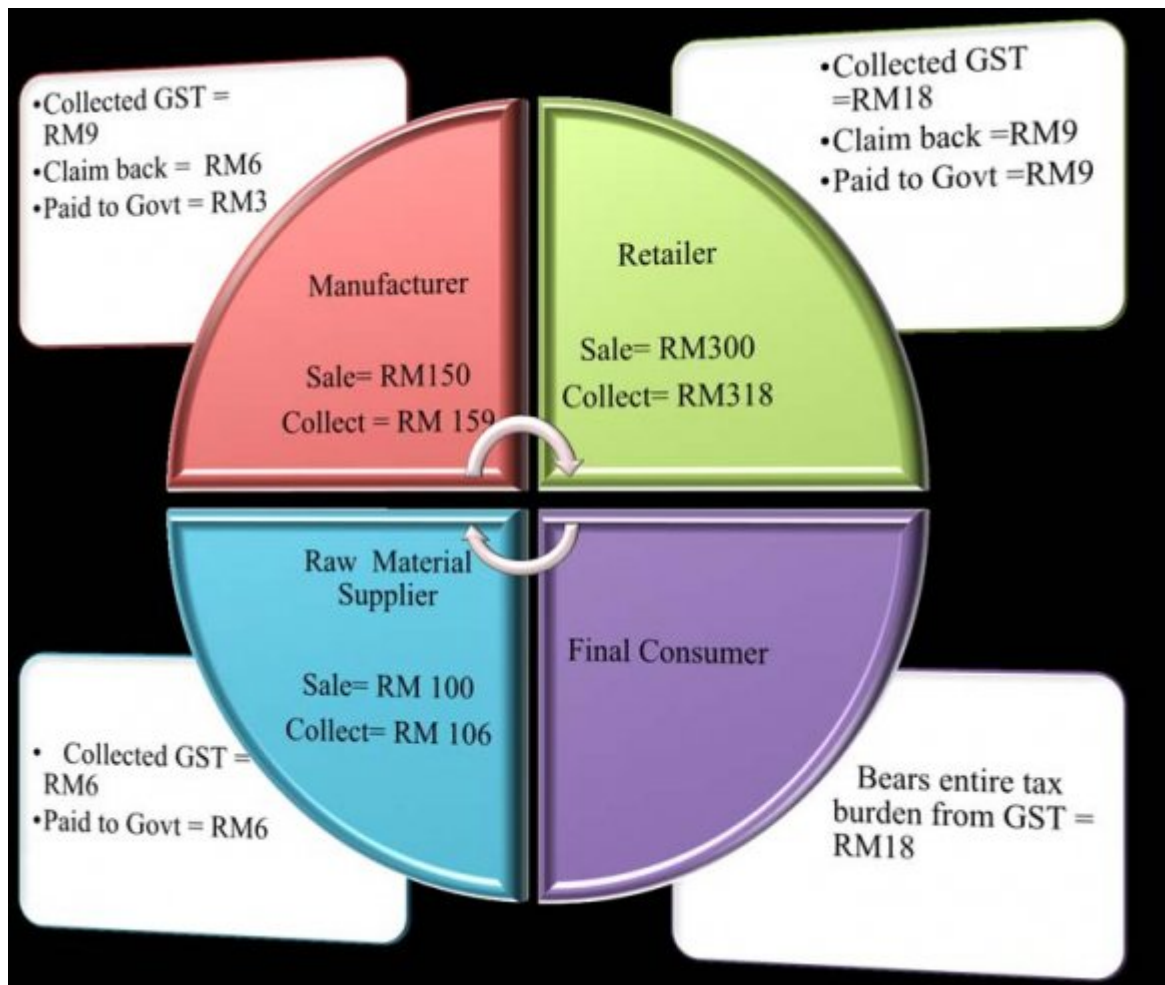 •Collected GST =
RM9
•Claim back = RM6
•Paid to Govt = RM3
Manufacturer
Sale= RM150
Collect = RM 159
•Collected GST
=RM18
•Claim back =RM9
•Paid to Govt =RM9
Retailer
Sale= RM300
Collect= RM318
Raw Material
Supplier
Sale= RM 100
Collect= RM 106
• Collected GST =
RM6
•Paid to Govt = RM6
Final Consumer
Bears entire tax
burden from GST =
RM18